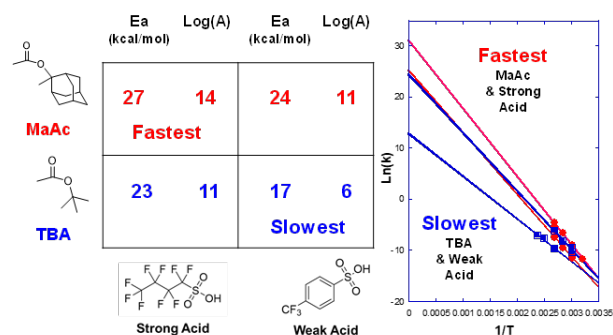 Ea
(kcal/mol)
Log(A)
Ea
(kcal/mol)
Log(A)
O
O
MaAc
27 14
Fastest
24 11
O
O
TBA
23 11
17 6
Slowest
F F F F O
F S OH
F F F F O
Strong Acid
O OH
S
O
CF3
Weak Acid
Ln(k)
30
20
10
0
-10
-20
Fastest
MaAc
& Strong
Acid
Slowest
TBA
& Weak
Acid
0 0.0005 0.001 0.0015 0.002 0.0025 0.003 0.0035
1/T